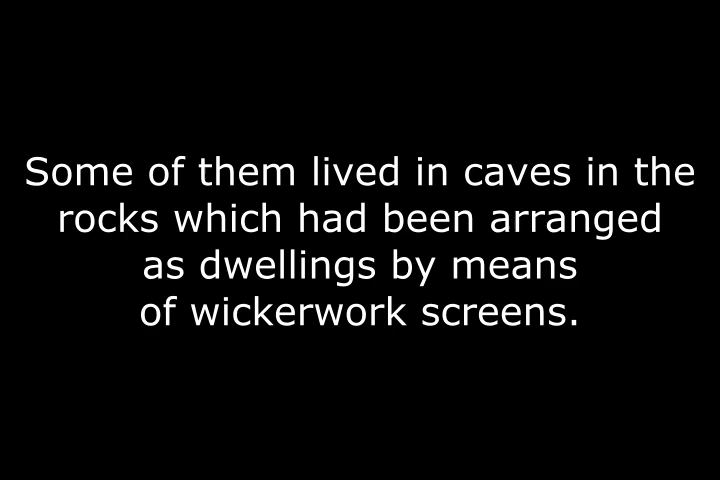 Some of them lived in caves in the
rocks which had been arranged
as dwellings by means
of wickerwork screens.